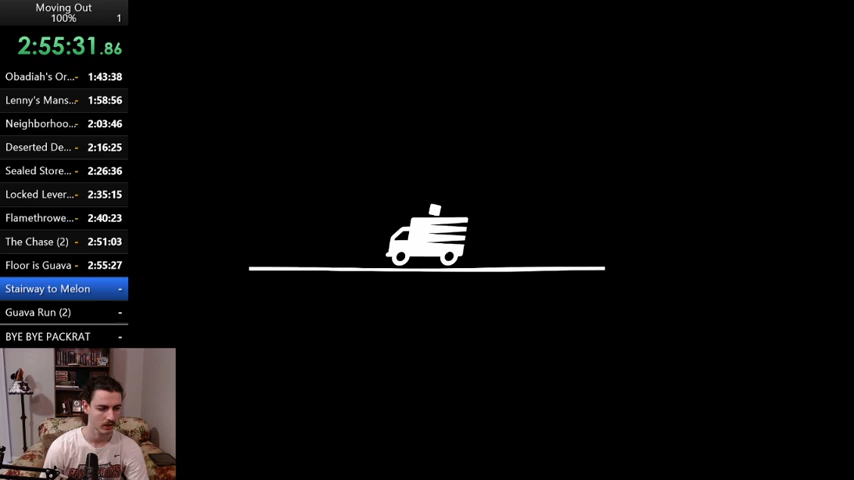 Moving Out
100% 1
2:55:31.86
Obadiah's Or...- 1:43:38
Lenny's Mans...- 1:58:56
Neighborhoo...- 2:03:46
Deserted De... - 2:16:25
Sealed Store... - 2:26:36
Locked Lever... - 2:35:15
Flamethrowe...- 2:40:23
The Chase (2) - 2:51:03
Floor is Guava - 2:55:27
Stairway to Melon -
Guava Run (2) -
BYE BYE PACKRAT -